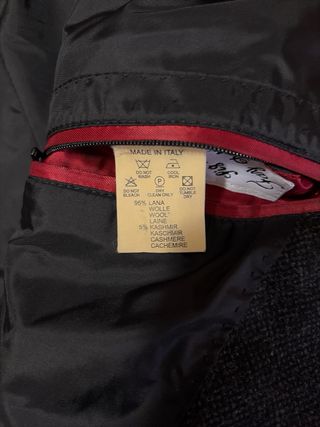 MADE IN ITALY
DO NOT
WASH
COOL
IRON
DO NOT
BLEACH
DRY
CLEAN ONLY
DO NOT
TUMBLE
DRY
95% LANA
WOLLE
WOOL
LAINE
5% KASHMIR
KASCHMIR
CASHMERE
CACHEMIRE